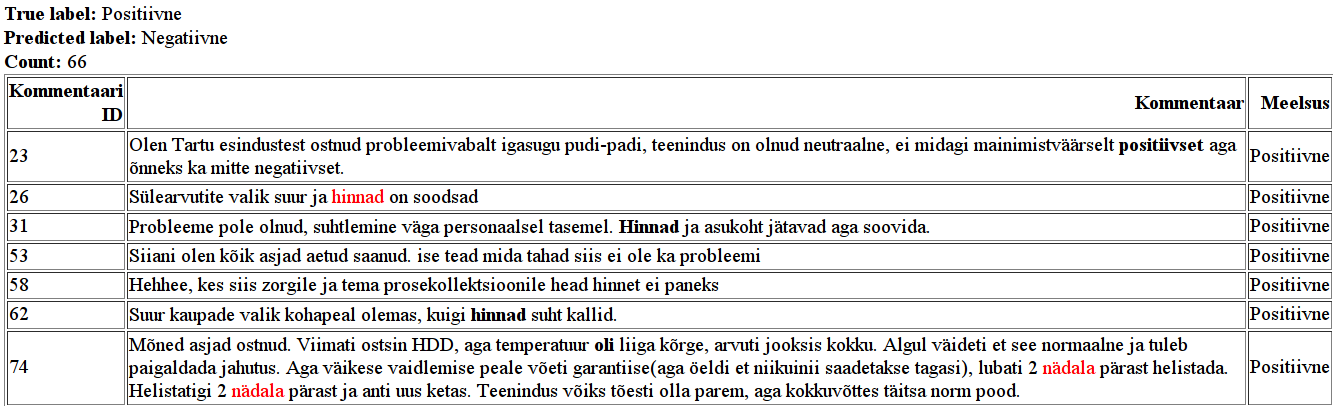 True label: Positiivne
Predicted label: Negatiivne
Count: 66
Kommentaari ID Kommentaar Meelsus
23 Olen Tartu esindustest ostnud probleemivabalt igasugu pudi-padi, teenindus on olnud neutraalne, ei midagi mainimistväärselt positiivset aga Positiivne
õnneks ka mitte negatiivset.
26 Sülearvutite valik suur ja hinnad on soodsad Positiivne
31 Probleeme pole olnud, suhtlemine väga personaalsel tasemel. Hinnad ja asukoht jätavad aga soovida. Positiivne
53 Siiani olen kõik asjad aetud saanud. ise tead mida tahad siis ei ole ka probleemi Positiivne
58 Hehhee, kes siis zorgile ja tema prosekollektsioonile head hinnet ei paneks Positiivne
62 Suur kaupade valik kohapeal olemas, kuigi hinnad suht kallid. Positiivne
74 Mõned asjad ostnud. Viimati ostsin HDD, aga temperatuur oli liiga kõrge, arvuti jooksis kokku. Algul väideti et see normaalne ja tuleb Positiivne
paigaldada jahutus. Aga väikese vaidlemise peale võeti garantiise(aga öeldi et niikuinii saadetakse tagasi), lubati 2 nädala pärast helistada.
Helistatigi 2 nädala pärast ja anti uus ketas. Teenindus võiks tõesti olla parem, aga kokkuvõttes täitsa norm pood.